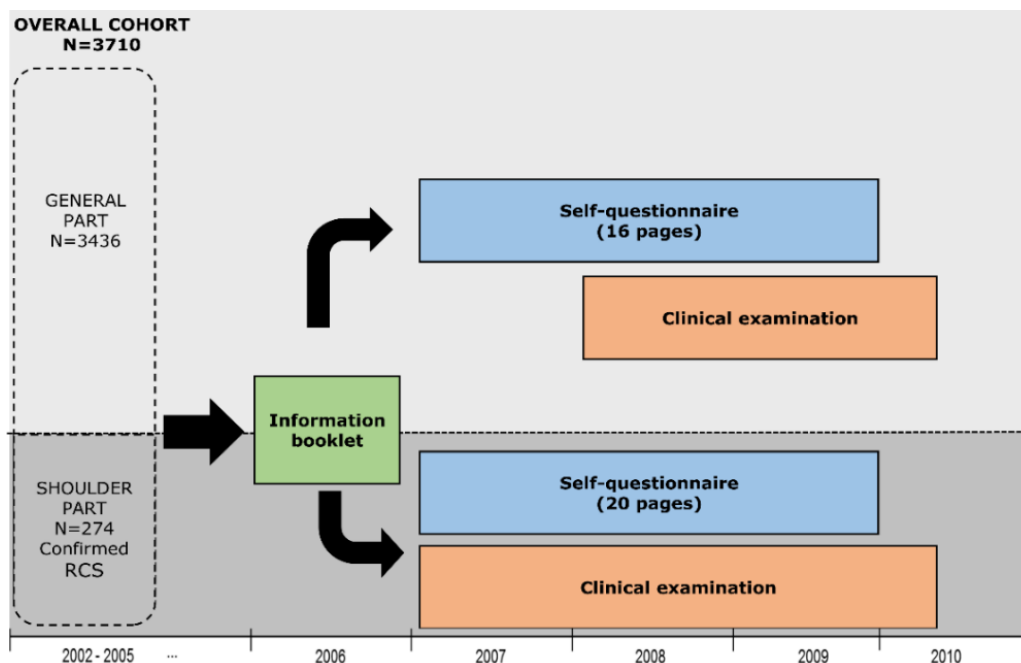 OVERALL COHORT
N=3710
GENERAL
PART
N=3436
Self-questionnaire
(16 pages)
Clinical examination
Information
booklet
SHOULDER
PART
N=274
Confirmed
RCS
Self-questionnaire
(20 pages)
Clinical examination
2002 - 2005 ... 2006 2007 2008 2009 2010